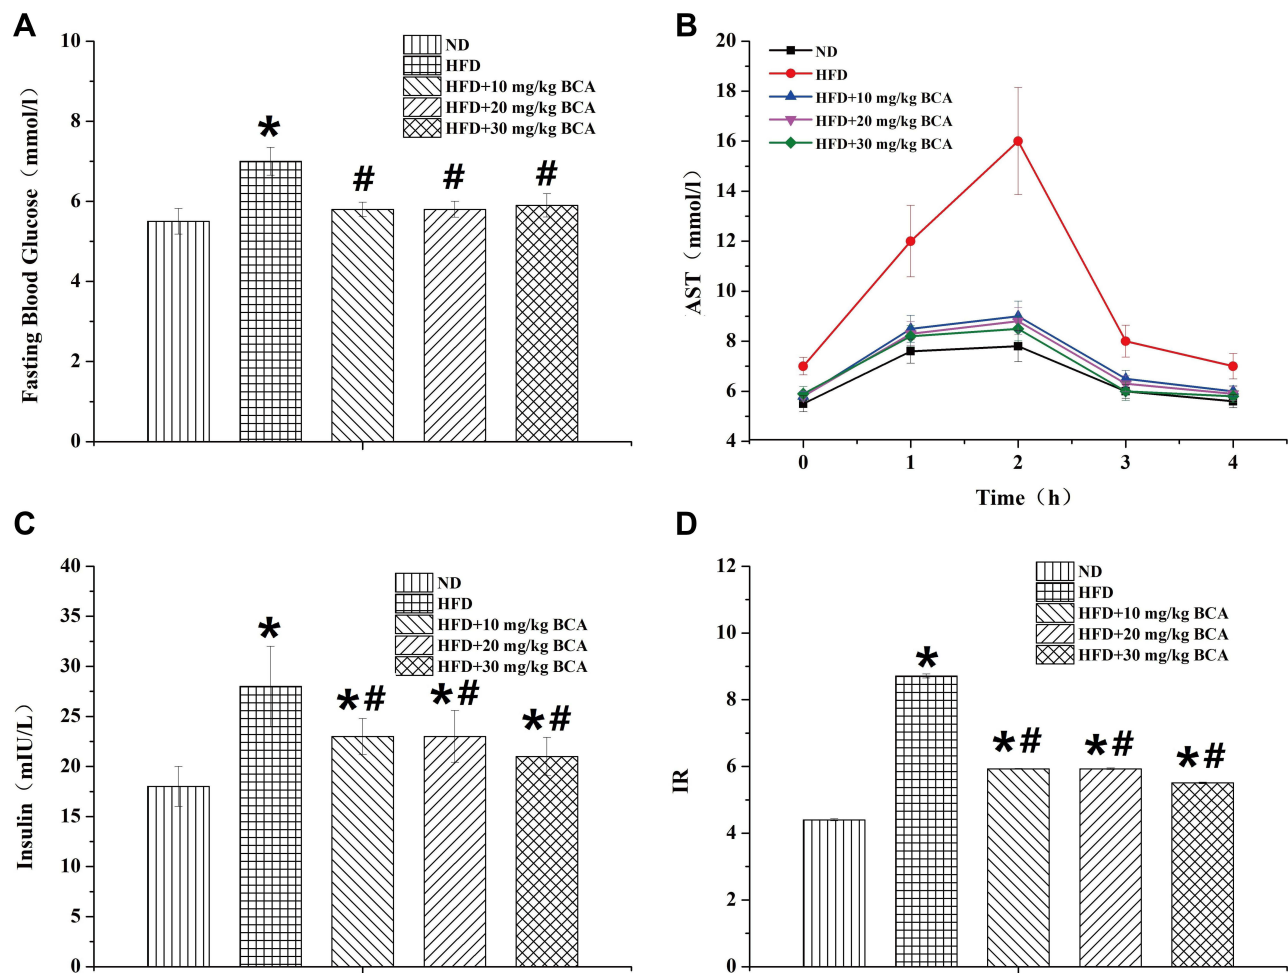 A
10
8
6
4
2
0
Fasting Blood Glucose（mmol/l）
ND
HFD
HFD+10 mg/kg BCA
HFD+20 mg/kg BCA
HFD+30 mg/kg BCA
*
#
#
#
B
20
18
16
14
12
10
8
6
4
AST（mmol/l）
ND
HFD
HFD+10 mg/kg BCA
HFD+20 mg/kg BCA
HFD+30 mg/kg BCA
0 1 2 3 4
Time（h）
C
40
35
30
25
20
15
10
5
0
Insulin（mIU/L）
ND
HFD
HFD+10 mg/kg BCA
HFD+20 mg/kg BCA
HFD+30 mg/kg BCA
*
*#
*#
*#
D
12
10
8
6
4
2
0
IR
ND
HFD
HFD+10 mg/kg BCA
HFD+20 mg/kg BCA
HFD+30 mg/kg BCA
*
*#
*#
*#